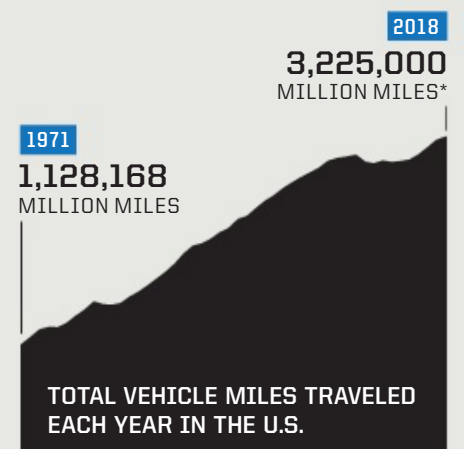 2018
3,225,000
MILLION MILES*
1971
1,128,168
MILLION MILES
TOTAL VEHICLE MILES TRAVELED
EACH YEAR IN THE U.S.